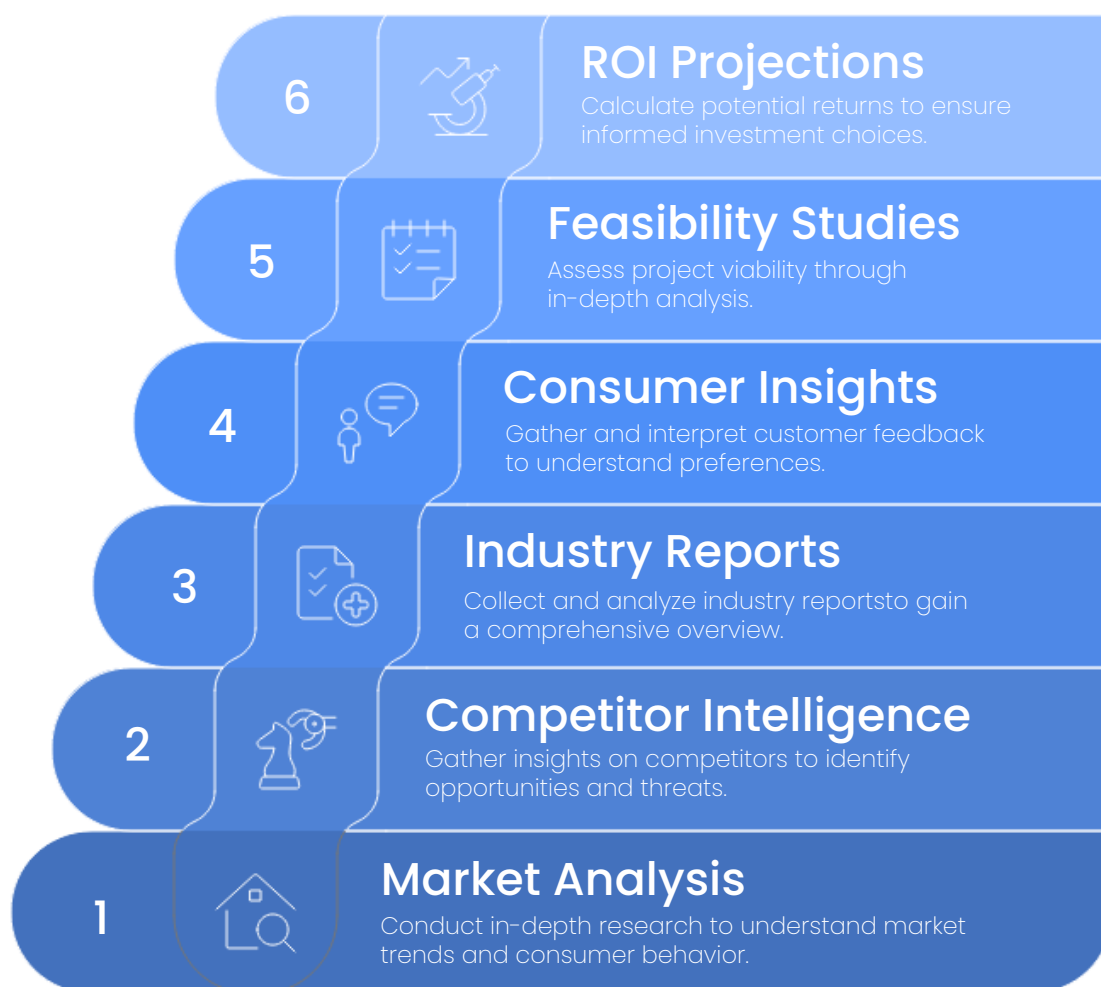 6
ROI Projections
Calculate potential returns to ensure
informed investment choices.
5
Feasibility Studies
Assess project viability through
in-depth analysis.
4
Consumer Insights
Gather and interpret customer feedback
to understand preferences.
3
Industry Reports
Collect and analyze industry reportsto gain
a comprehensive overview.
2
Competitor Intelligence
Gather insights on competitors to identify
opportunities and threats.
1
Market Analysis
Conduct in-depth research to understand market
trends and consumer behavior.